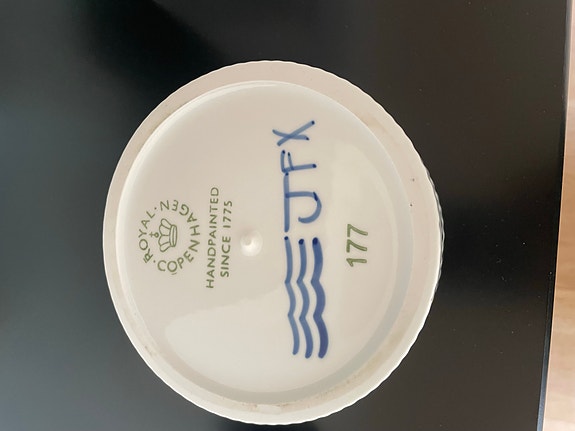 ROYAL COPENHAGEN
HANDPAINTED
SINCE 1775
JFX
177